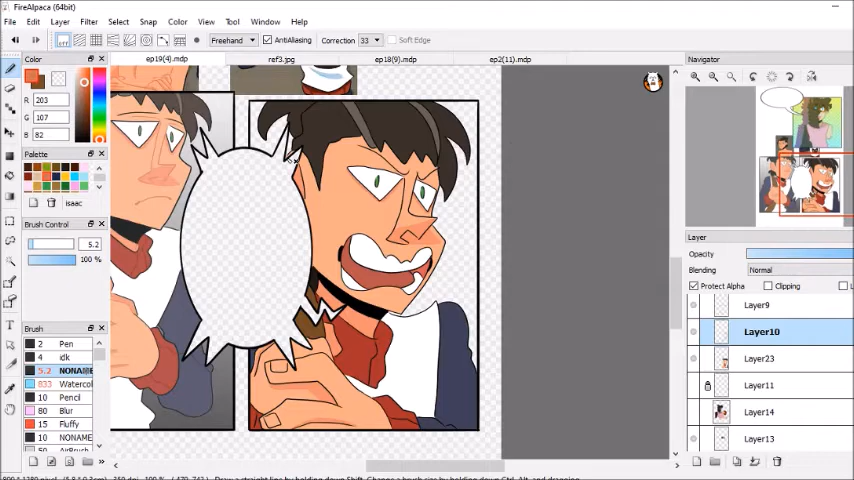 FireAlpaca (64bit)
File Edit Layer Filter Select Snap Color View Tool Window Help
OFF Freehand AntiAliasing Correction 33 Soft Edge
ep19(4).mdp ref3.jpg ep18(9).mdp ep2(11).mdp
Color
R 203
G 107
B 82
Palette
isaac
Brush Control
5.2
100 %
Brush
2 Pen
4 idk
5.2 NONAME
833 Watercol
10 Pencil
80 Blur
15 Fluffy
10 NONAME
50 AirBrush
Navigator
Layer
Opacity
Blending Normal
Protect Alpha Clipping
Layer9
Layer10
Layer23
Layer11
Layer14
Layer13
Draw a straight line by holding down Shift, Change a brush size by holding down Ctrl, Alt, and dragging